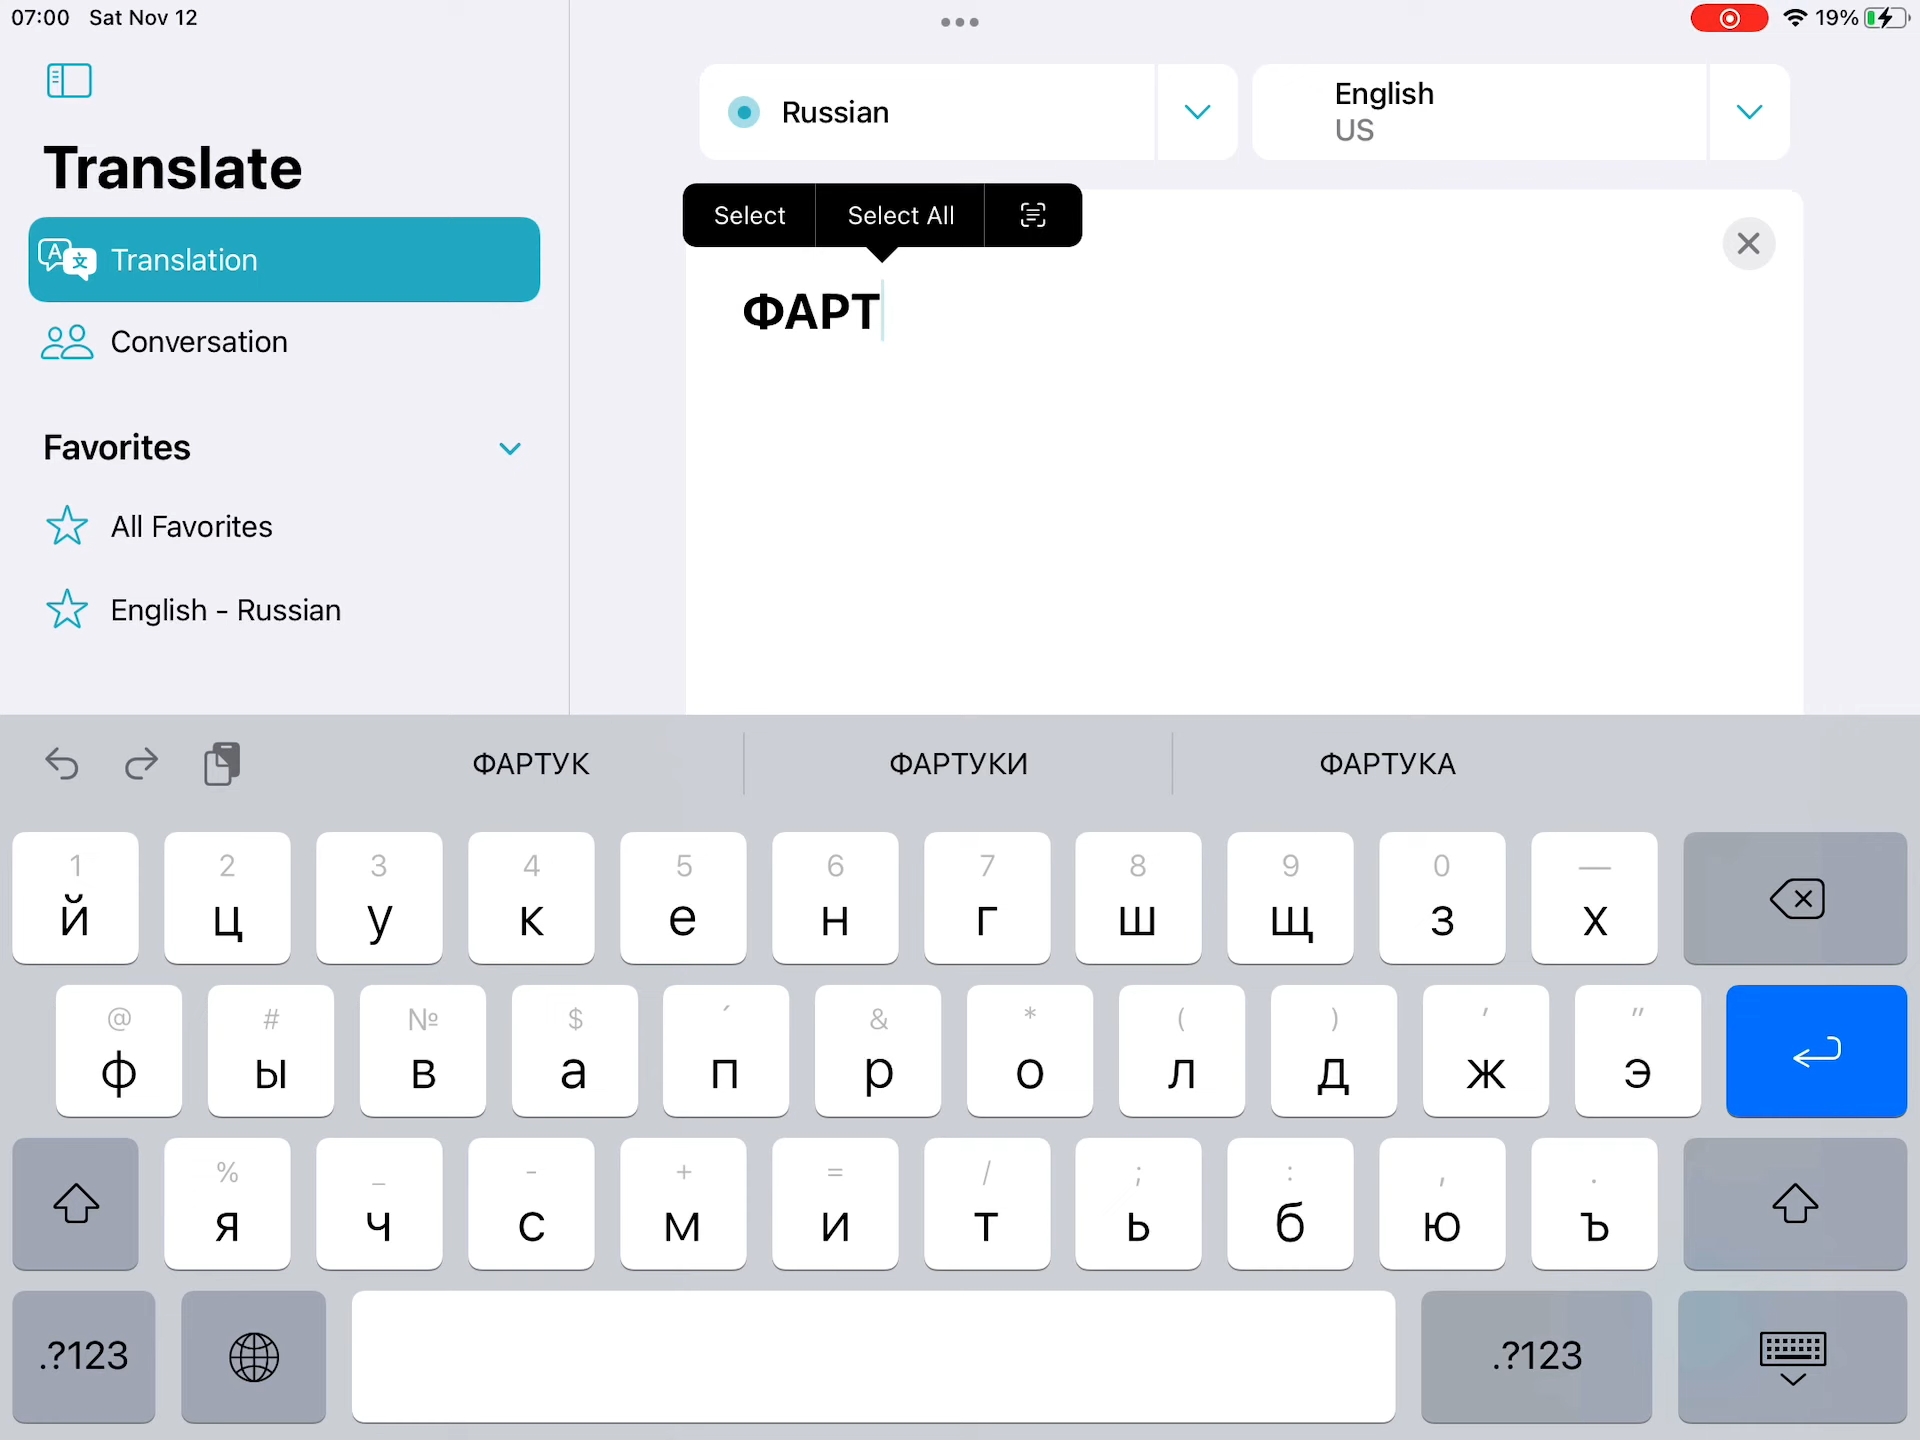 07:00 Sat Nov 12
19%
Translate
Translation
Conversation
Favorites
All Favorites
English - Russian
Russian
English
US
Select Select All
ФАРТ
ФАРТУК ФАРТУКИ ФАРТУКА
1 2 3 4 5 6 7 8 9 0 —
й ц у к е н г ш щ з х
@ # № $ ´ & * ( ) ' "
ф ы в а п р о л д ж э
% _ - + = / ; : , .
я ч с м и т ь б ю ъ
.?123 .?123